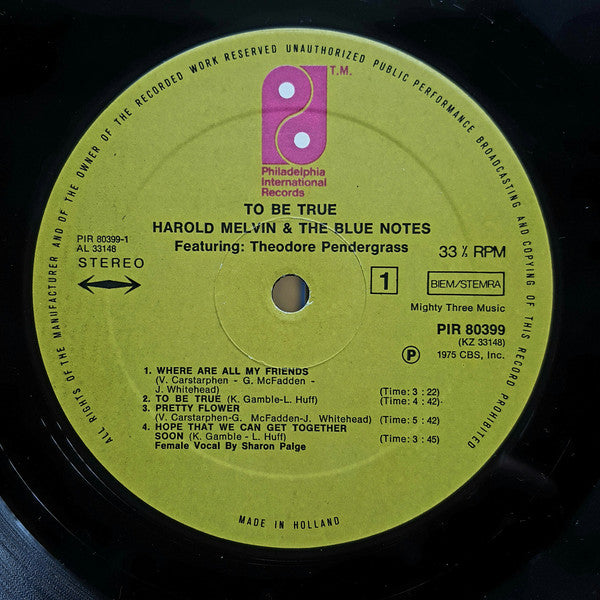 ALL RIGHTS OF THE MANUFACTURER AND OF THE OWNER OF THE RECORDED WORK RESERVED UNAUTHORIZED PUBLIC PERFORMANCE BROADCASTING AND COPYING OF THIS RECORD PROHIBITED
T.M.
Philadelphia
International
Records
TO BE TRUE
HAROLD MELVIN & THE BLUE NOTES
Featuring: Theodore Pendergrass
PIR 80399-1
AL 33148
STEREO
33 ⅓ RPM
1
BIEM/STEMRA
Mighty Three Music
PIR 80399
(KZ 33148)
Ⓟ 1975 CBS, Inc.
1. WHERE ARE ALL MY FRIENDS
(V. Carstarphen - G. McFadden -
J. Whitehead) (Time: 3 : 22)
2. TO BE TRUE (K. Gamble-L. Huff) (Time: 4 : 42)
3. PRETTY FLOWER
(V. Carstarphen-G. McFadden-J. Whitehead) (Time: 5 : 42)
4. HOPE THAT WE CAN GET TOGETHER
SOON (K. Gamble - L. Huff) (Time: 3 : 45)
Female Vocal By Sharon Paige
MADE IN HOLLAND